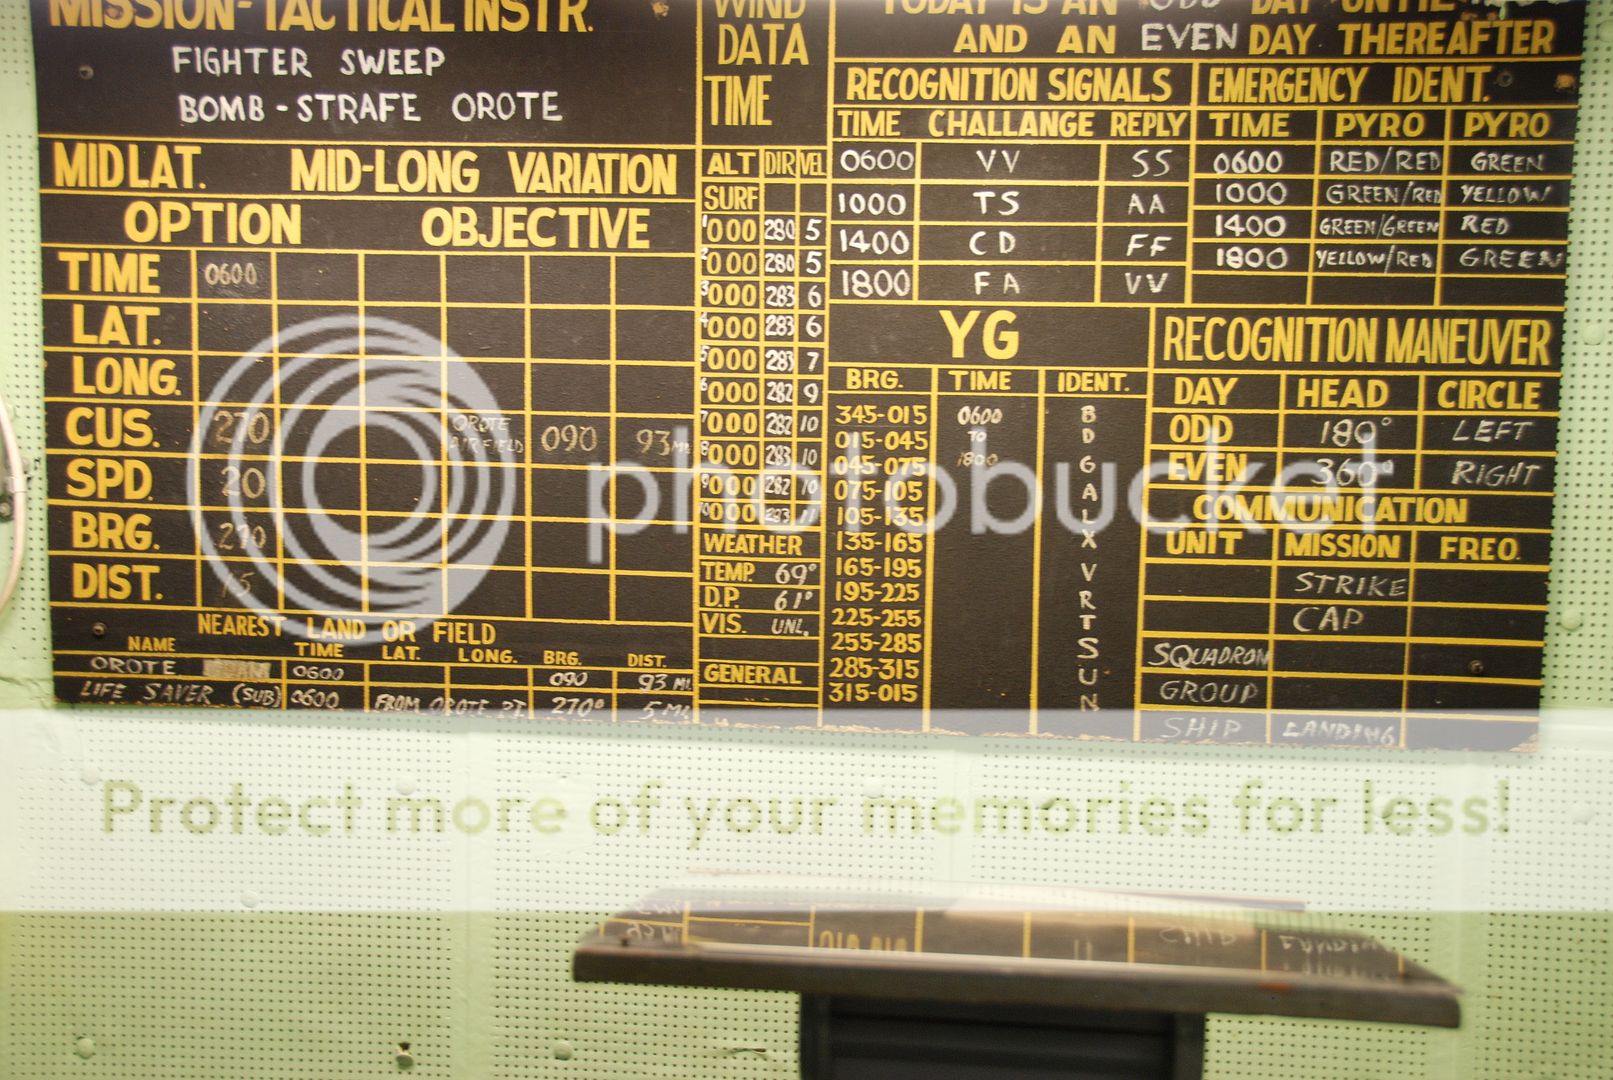 MISSION-TACTICAL INSTR.
FIGHTER SWEEP
BOMB-STRAFE OROTE
MID LAT. MID-LONG VARIATION
OPTION OBJECTIVE
TIME 0600
LAT.
LONG.
CUS. 270 OROTE AIRFIELD 090 93 MI.
SPD. 20
BRG. 270
DIST. 15
NEAREST LAND OR FIELD
NAME TIME LAT. LONG. BRG. DIST.
OROTE 0600 090 93 MI.
LIFE SAVER (SUB) 0600 FROM OROTE PT. 270° 5 MI.
WIND
DATA
TIME
ALT DIR VEL
SURF
1000 280 5
2000 280 5
3000 283 6
4000 283 6
5000 283 7
6000 282 9
7000 282 10
8000 283 10
9000 282 10
10000 283 11
WEATHER
TEMP. 69°
D.P. 61°
VIS. UNL.
GENERAL
TODAY IS AN ODD DAY UNTIL
AND AN EVEN DAY THEREAFTER
RECOGNITION SIGNALS
TIME CHALLANGE REPLY
0600 VV SS
1000 TS AA
1400 CD FF
1800 FA VV
EMERGENCY IDENT.
TIME PYRO PYRO
0600 RED/RED GREEN
1000 GREEN/RED YELLOW
1400 GREEN/GREEN RED
1800 YELLOW/RED GREEN
YG
BRG. TIME IDENT.
345-015 0600 B
015-045 TO D
045-075 1800 G
075-105 A
105-135 L
135-165 X
165-195 V
195-225 R
225-255 T
255-285 S
285-315 U
315-015 N
RECOGNITION MANEUVER
DAY HEAD CIRCLE
ODD 180° LEFT
EVEN 360° RIGHT
COMMUNICATION
UNIT MISSION FREQ.
STRIKE
CAP
SQUADRON
GROUP
SHIP LANDING
photobucket
Protect more of your memories for less!